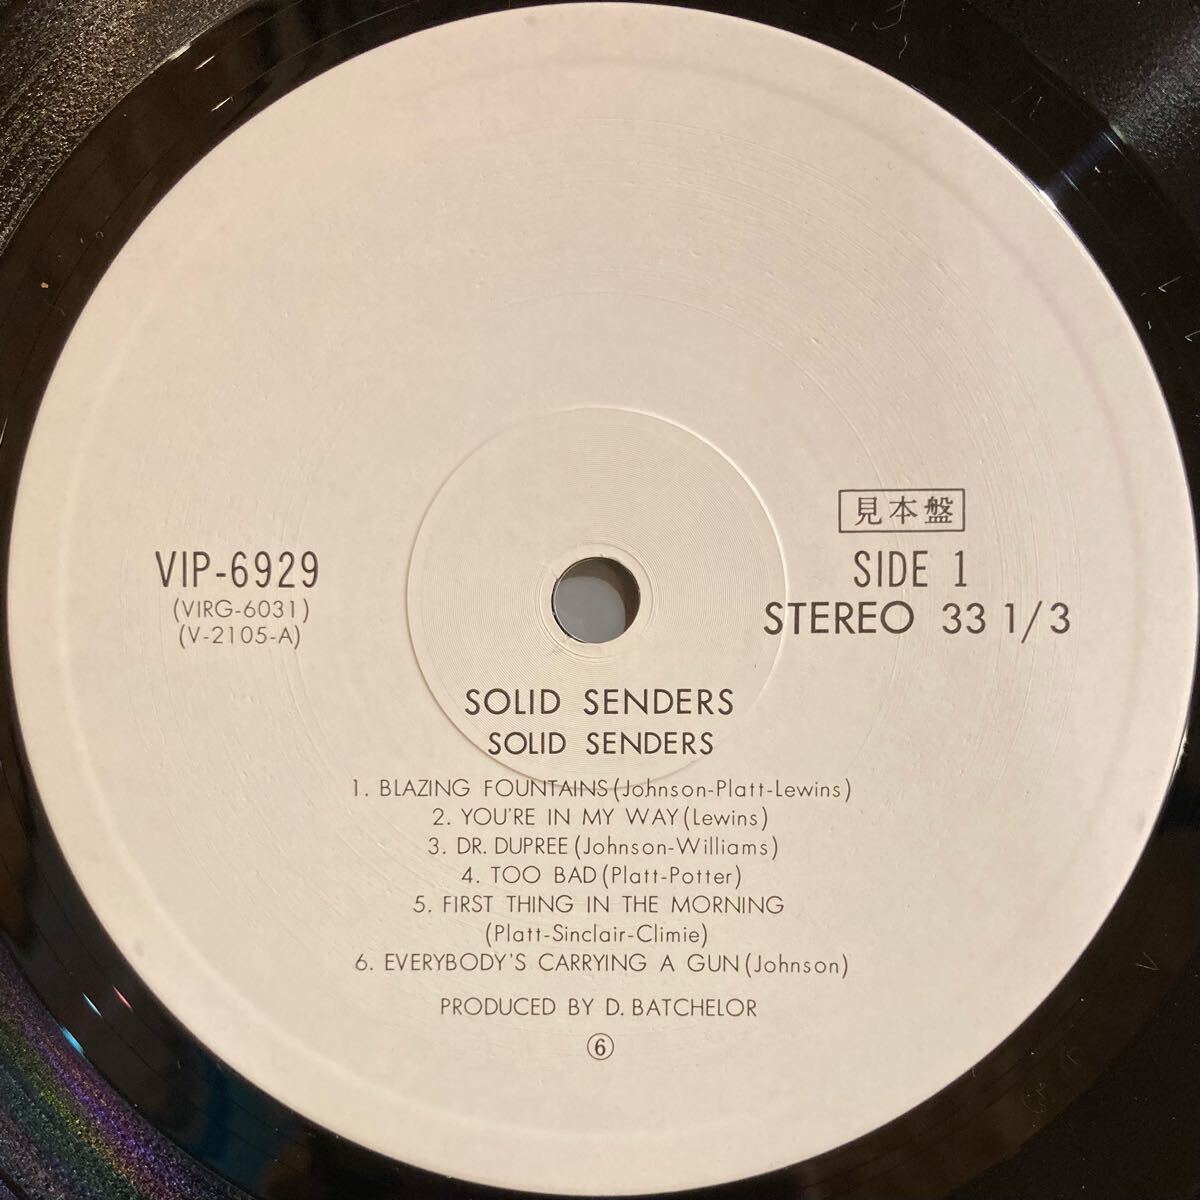 見本盤
VIP-6929
(VIRG-6031)
(V-2105-A)
SIDE 1
STEREO 33 1/3
SOLID SENDERS
SOLID SENDERS
1. BLAZING FOUNTAINS (Johnson-Platt-Lewins)
2. YOU'RE IN MY WAY (Lewins)
3. DR. DUPREE (Johnson-Williams)
4. TOO BAD (Platt-Potter)
5. FIRST THING IN THE MORNING
(Platt-Sinclair-Climie)
6. EVERYBODY'S CARRYING A GUN (Johnson)
PRODUCED BY D. BATCHELOR
⑥